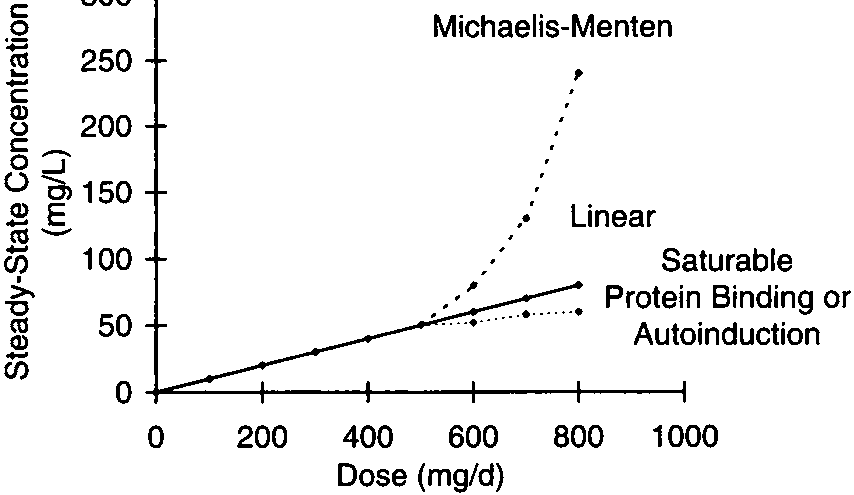 300
Michaelis-Menten
250
200
150
Linear
100
Saturable
Protein Binding or
Autoinduction
50
0
0 200 400 600 800 1000
Dose (mg/d)
Steady-State Concentration
(mg/L)